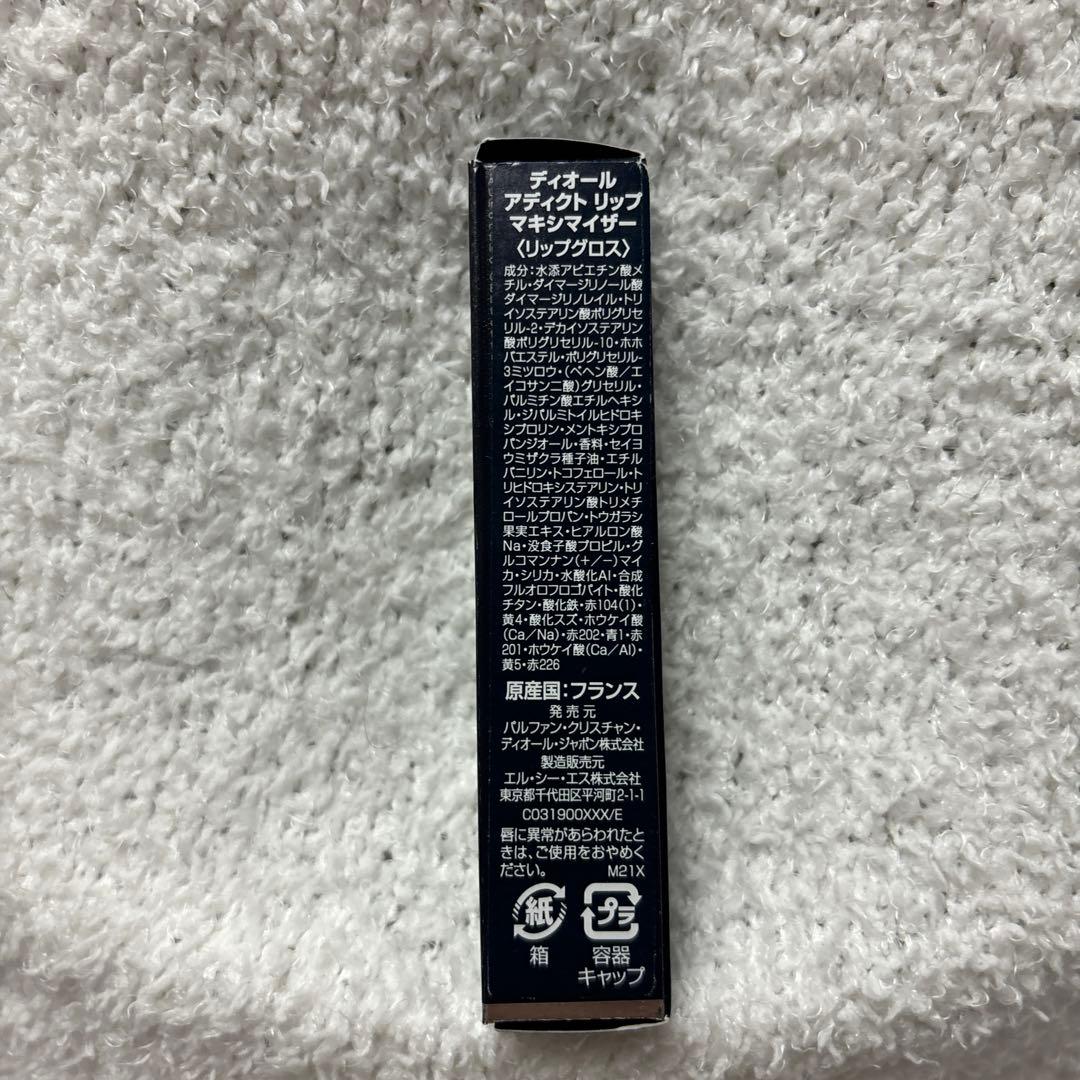 ディオール
アディクト リップ
マキシマイザー
〈リップグロス〉
成分：水添アビエチン酸メ
チル・ダイマージリノール酸
ダイマージリノレイル・トリ
イソステアリン酸ポリグリセ
リル-2・デカイソステアリン
酸ポリグリセリル-10・ホホ
バエステル・ポリグリセリル-
3ミツロウ・(ベヘン酸／エ
イコサン二酸)グリセリル・
パルミチン酸エチルヘキシ
ル・ジパルミトイルヒドロキ
シプロリン・メントキシプロ
パンジオール・香料・セイヨ
ウミザクラ種子油・エチル
バニリン・トコフェロール・ト
リヒドロキシステアリン・トリ
イソステアリン酸トリメチ
ロールプロパン・トウガラシ
果実エキス・ヒアルロン酸
Na・没食子酸プロピル・グ
ルコマンナン(+／−)マイ
カ・シリカ・水酸化Al・合成
フルオロフロゴパイト・酸化
チタン・酸化鉄・赤104(1)・
黄4・酸化スズ・ホウケイ酸
(Ca／Na)・赤202・青1・赤
201・ホウケイ酸(Ca／Al)・
黄5・赤226
原産国：フランス
発売元
パルファン・クリスチャン・
ディオール・ジャポン株式会社
製造販売元
エル・シー・エス株式会社
東京都千代田区平河町2-1-1
C031900XXX/E
唇に異常があらわれたと
きは、ご使用をおやめく
ださい。 M21X
紙 プラ
箱 容器
キャップ